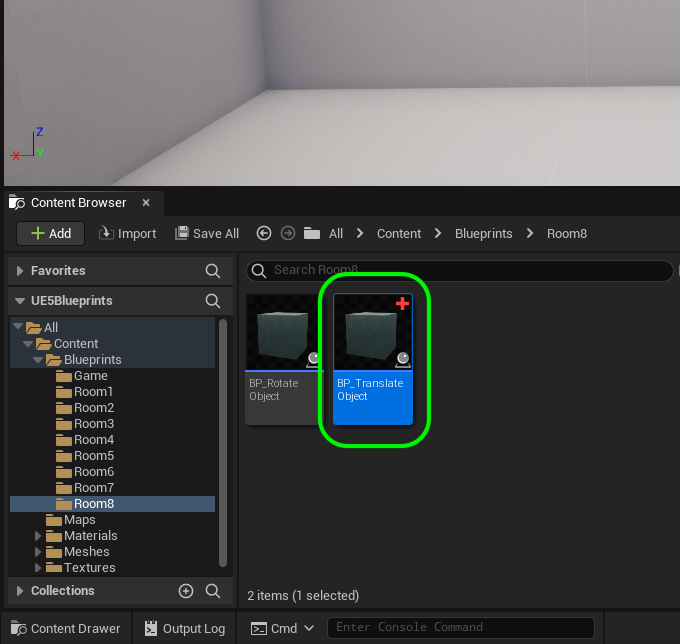 Z
X
Y
Content Browser
Add
Import
Save All
All
Content
Blueprints
Room8
Favorites
Search Room8
UE5Blueprints
All
Content
Blueprints
Game
Room1
Room2
Room3
Room4
Room5
Room6
Room7
Room8
Maps
Materials
Meshes
Textures
Collections
BP_Rotate
Object
BP_Translate
Object
2 items (1 selected)
Content Drawer
Output Log
Cmd
Enter Console Command